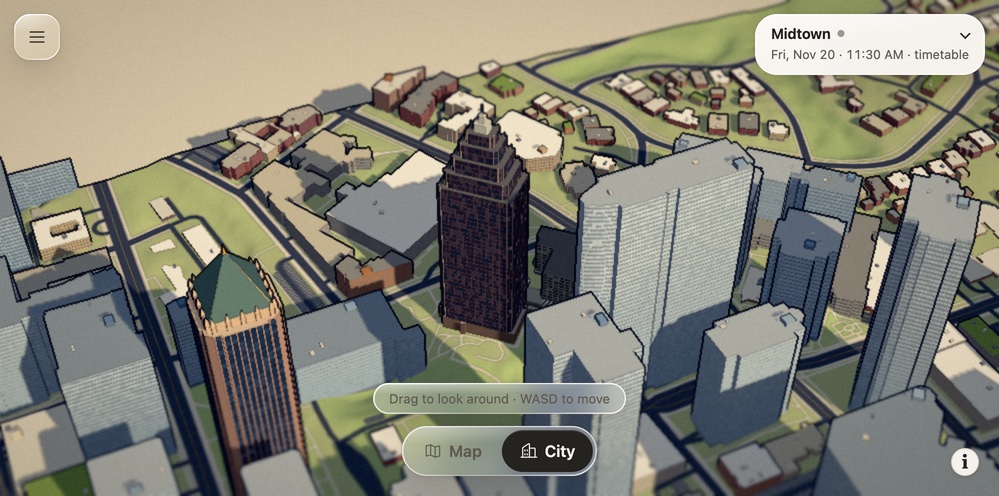 Midtown
Fri, Nov 20 · 11:30 AM · timetable
Drag to look around · WASD to move
Map
City
i